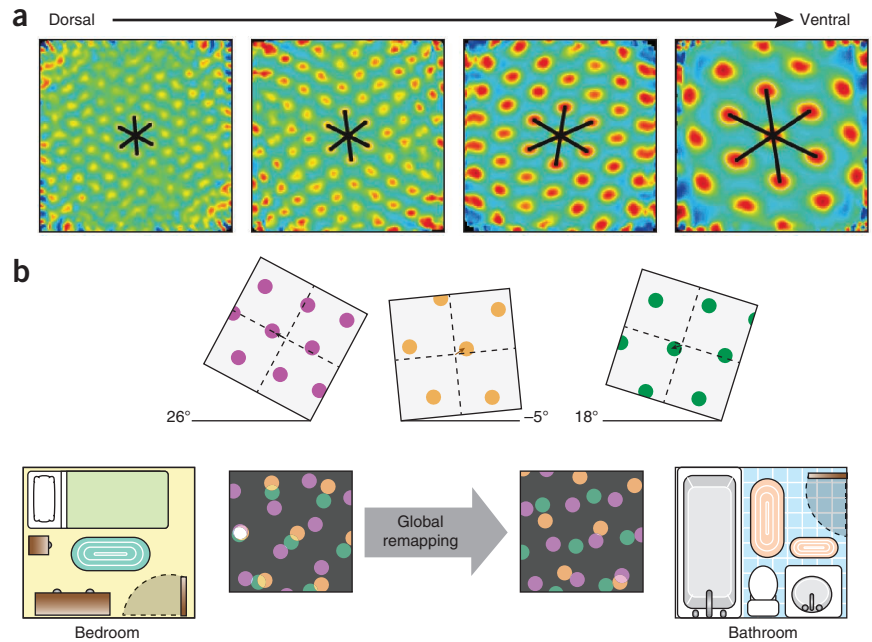 a
Dorsal
Ventral
b
26°
–5°
18°
Global
remapping
Bedroom
Bathroom